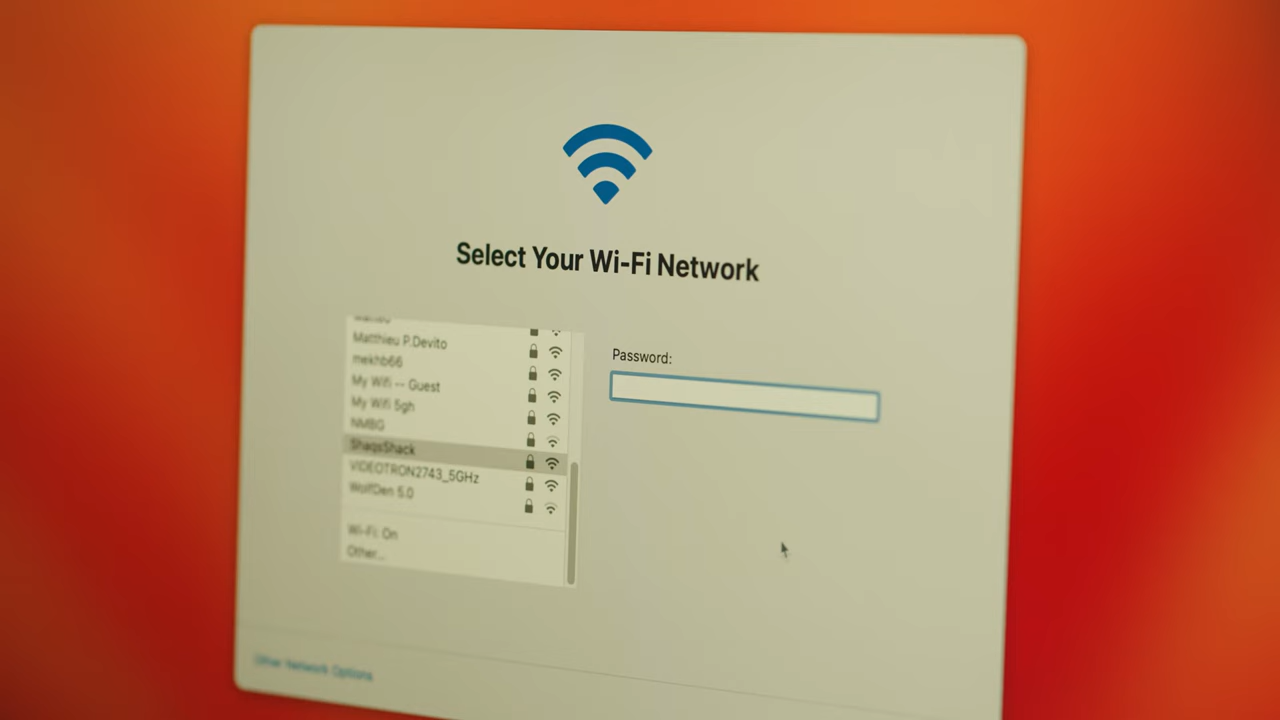 Select Your Wi-Fi Network
Matthieu P.Devito
mekhb66
My Wifi -- Guest
My Wifi 5gh
NMBG
ShaqsShack
VIDEOTRON2743_5GHz
WolfDen 5.0
Wi-Fi: On
Other...
Password:
Other Network Options